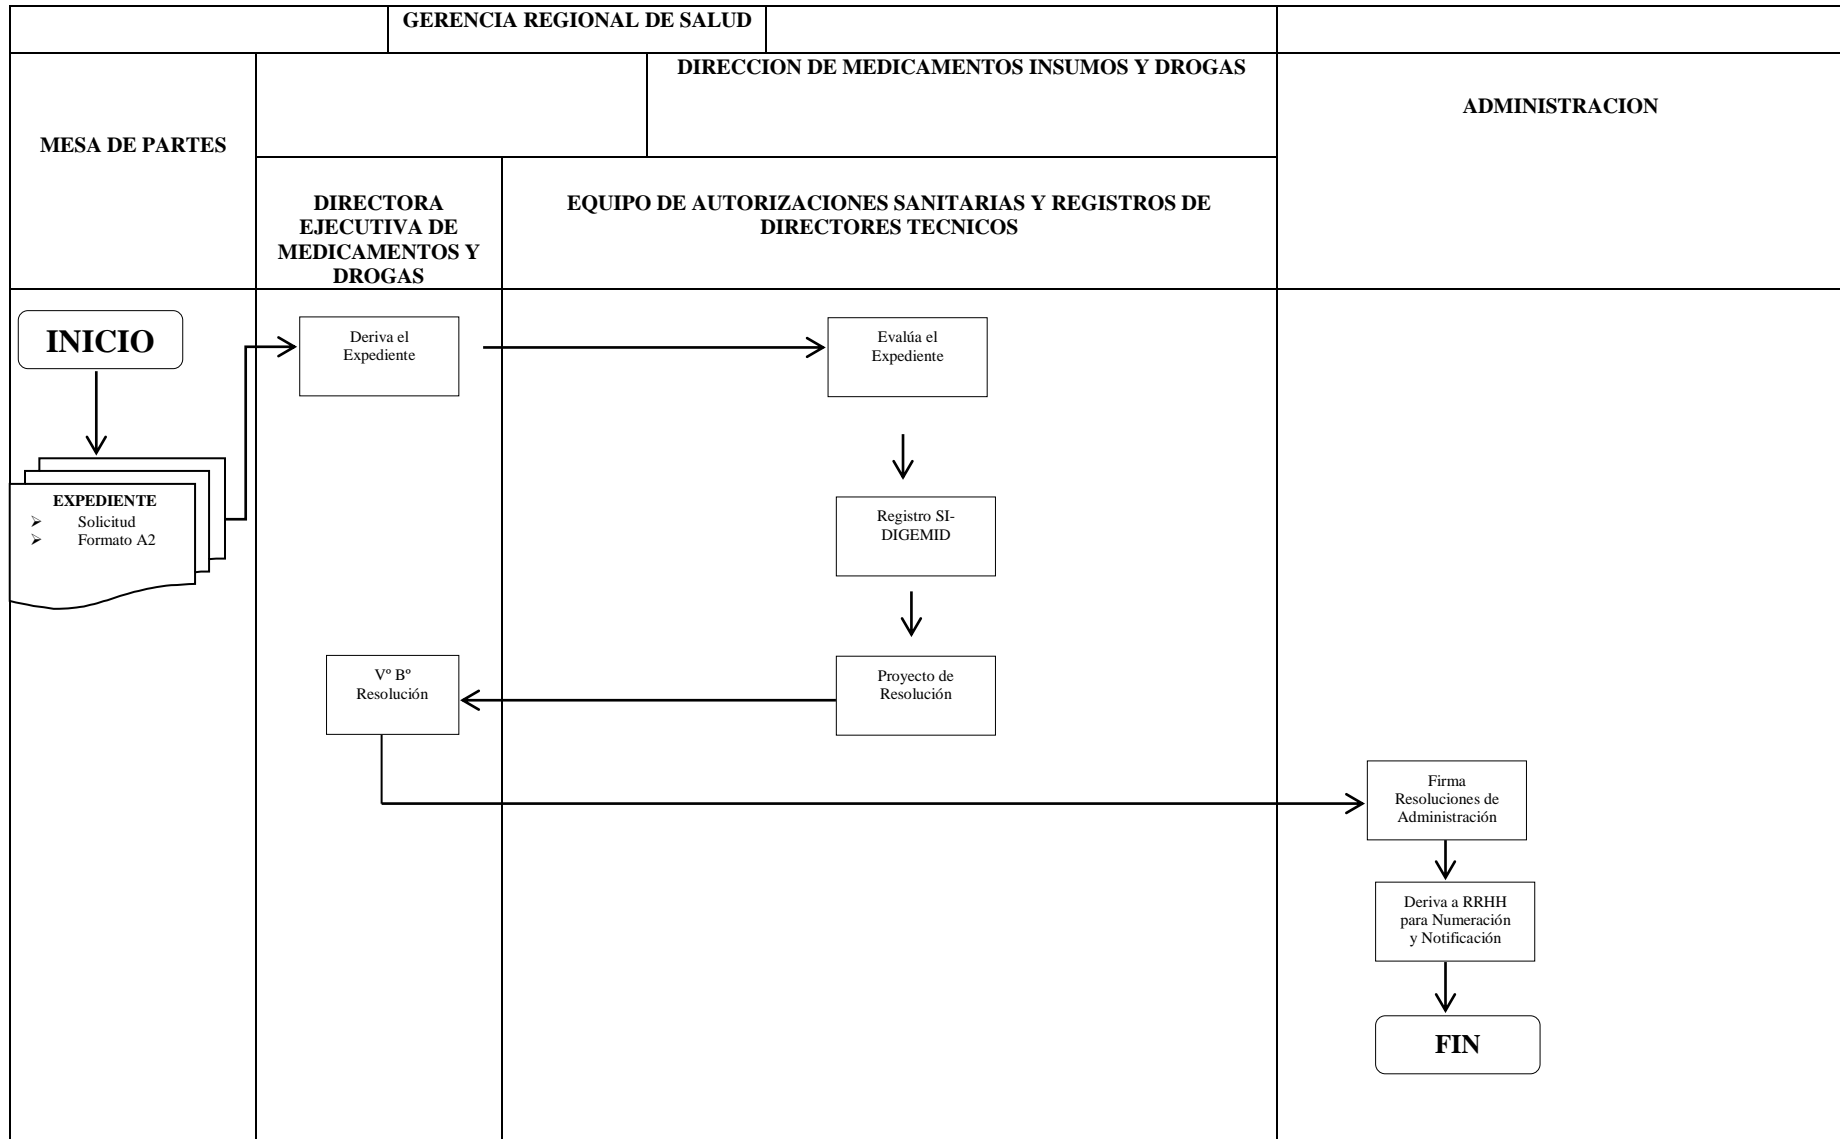 GERENCIA REGIONAL DE SALUD
DIRECCION DE MEDICAMENTOS INSUMOS Y DROGAS
ADMINISTRACION
MESA DE PARTES
DIRECTORA
EJECUTIVA DE
MEDICAMENTOS Y
DROGAS
EQUIPO DE AUTORIZACIONES SANITARIAS Y REGISTROS DE
DIRECTORES TECNICOS
INICIO
Deriva el
Expediente
Evalúa el
Expediente
EXPEDIENTE
➢ Solicitud
➢ Formato A2
Registro SI-
DIGEMID
Vº Bº
Resolución
Proyecto de
Resolución
Firma
Resoluciones de
Administración
Deriva a RRHH
para Numeración
y Notificación
FIN